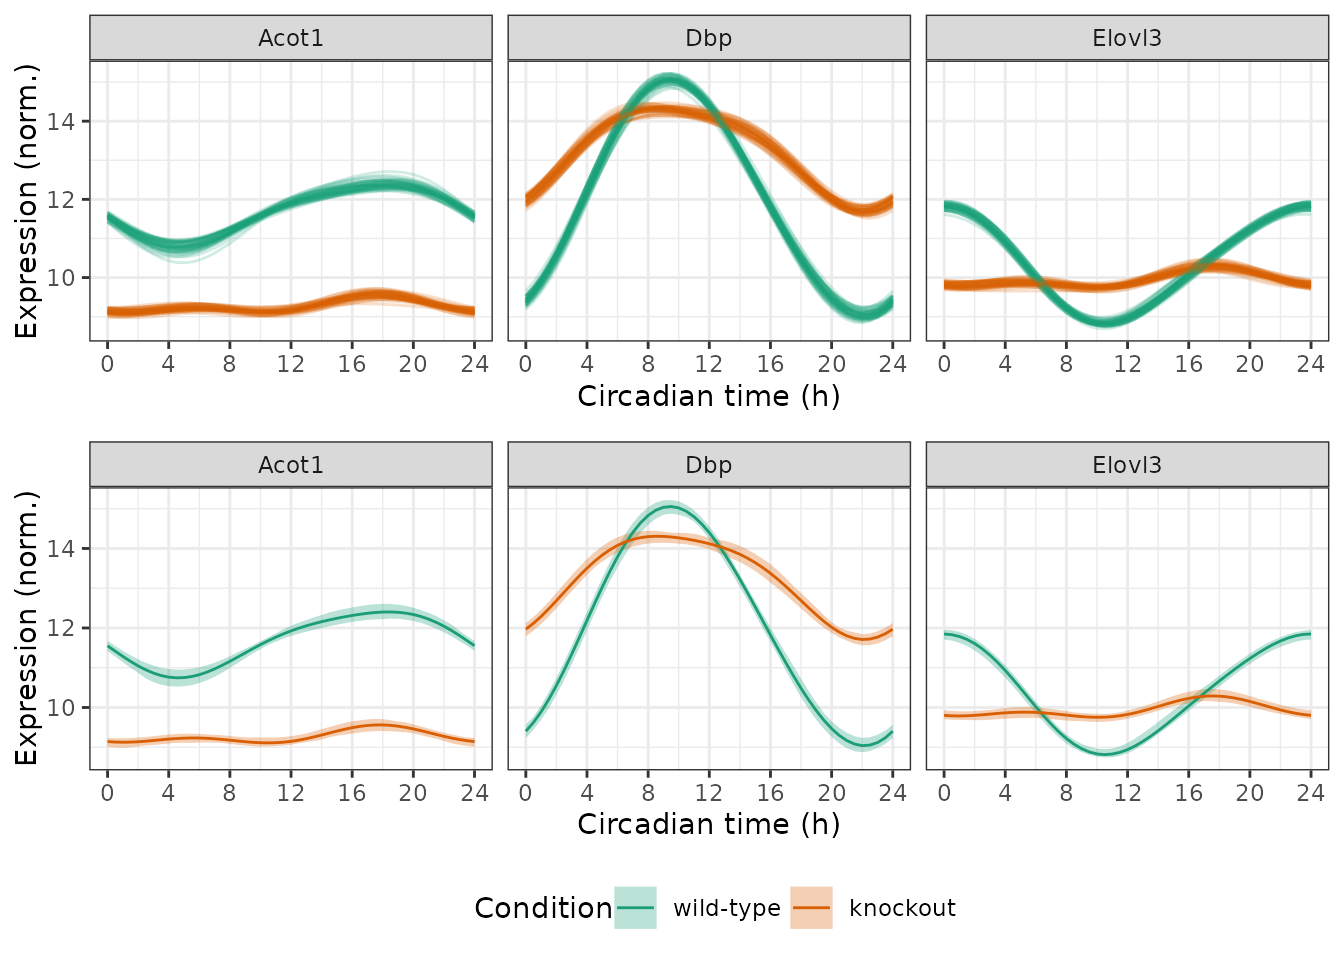 Acot1 Dbp Elovl3
Expression (norm.)
14
12
10
0 4 8 12 16 20 24 0 4 8 12 16 20 24 0 4 8 12 16 20 24
Circadian time (h)
Acot1 Dbp Elovl3
Expression (norm.)
14
12
10
0 4 8 12 16 20 24 0 4 8 12 16 20 24 0 4 8 12 16 20 24
Circadian time (h)
Condition wild-type knockout